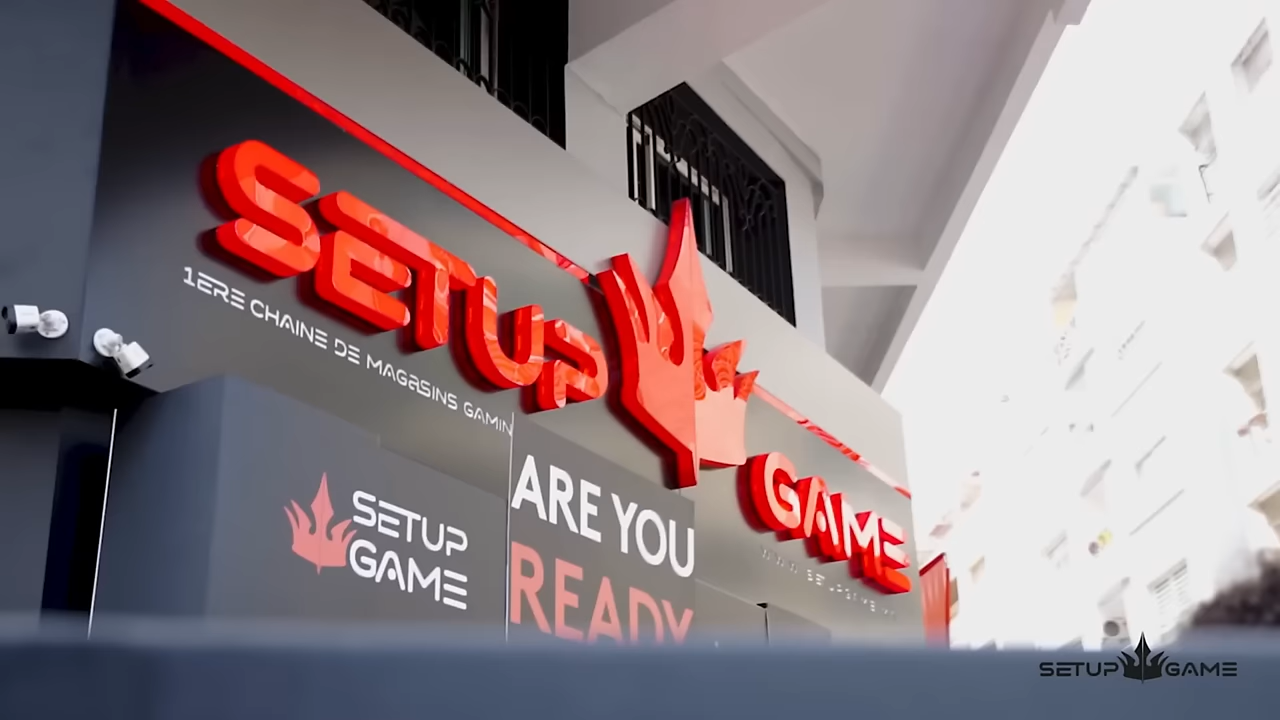 SETUP GAME
1ERE CHAINE DE MAGASINS GAMIN
SETUP
GAME
ARE YOU
READY
SETUP GAME